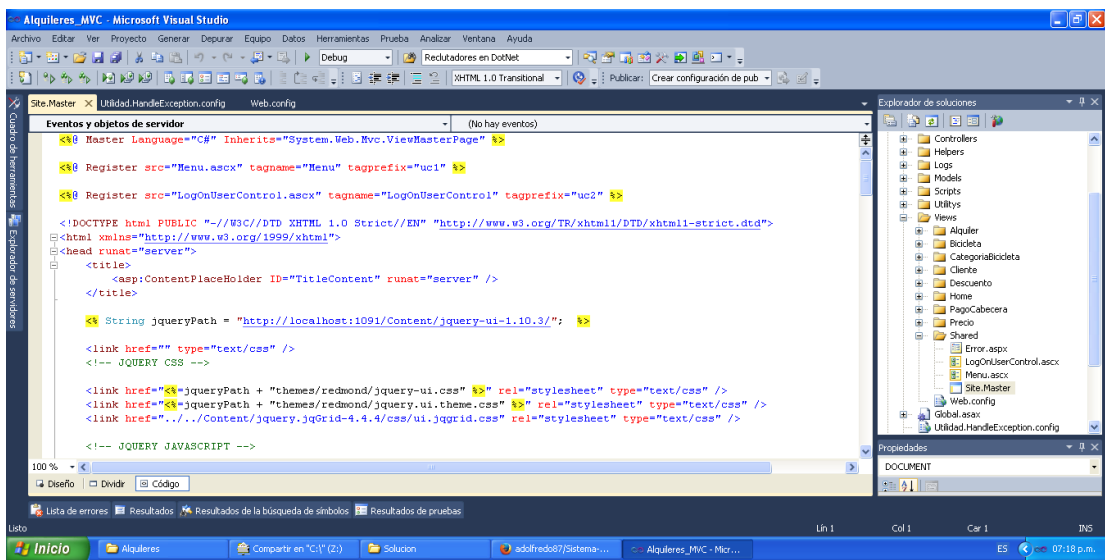 Alquileres_MVC - Microsoft Visual Studio
Archivo Editar Ver Proyecto Generar Depurar Equipo Datos Herramientas Prueba Analizar Ventana Ayuda
Debug Reclutadores en DotNet
XHTML 1.0 Transitional Publicar: Crear configuración de pub
Site.Master Utilidad.HandleException.config Web.config
Eventos y objetos de servidor (No hay eventos)
Cuadro de herramientas
Explorador de servidores
<%@ Master Language="C#" Inherits="System.Web.Mvc.ViewMasterPage" %>
<%@ Register src="Menu.ascx" tagname="Menu" tagprefix="uc1" %>
<%@ Register src="LogOnUserControl.ascx" tagname="LogOnUserControl" tagprefix="uc2" %>
<!DOCTYPE html PUBLIC "-//W3C//DTD XHTML 1.0 Strict//EN" "http://www.w3.org/TR/xhtml1/DTD/xhtml1-strict.dtd">
<html xmlns="http://www.w3.org/1999/xhtml">
<head runat="server">
<title>
<asp:ContentPlaceHolder ID="TitleContent" runat="server" />
</title>
<% String jqueryPath = "http://localhost:1091/Content/jquery-ui-1.10.3/"; %>
<link href="" type="text/css" />
<!-- JQUERY CSS -->
<link href="<%=jqueryPath + "themes/redmond/jquery-ui.css" %>" rel="stylesheet" type="text/css" />
<link href="<%=jqueryPath + "themes/redmond/jquery.ui.theme.css" %>" rel="stylesheet" type="text/css" />
<link href="../../Content/jquery.jqGrid-4.4.4/css/ui.jqgrid.css" rel="stylesheet" type="text/css" />
<!-- JQUERY JAVASCRIPT -->
100 %
Diseño Dividir Código
Explorador de soluciones
Controllers
Helpers
Logs
Models
Scripts
Utilitys
Views
Alquiler
Bicicleta
CategoriaBicicleta
Cliente
Descuento
Home
PagoCabecera
Precio
Shared
Error.aspx
LogOnUserControl.ascx
Menu.ascx
Site.Master
Web.config
Global.asax
Utilidad.HandleException.config
Propiedades
DOCUMENT
Lista de errores Resultados Resultados de la búsqueda de símbolos Resultados de pruebas
Listo Lín 1 Col 1 Car 1 INS
Inicio Alquileres Compartir en "C:\" (Z:) Solucion adolfredo87/Sistema-... Alquileres_MVC - Micr... ES 07:18 p.m.